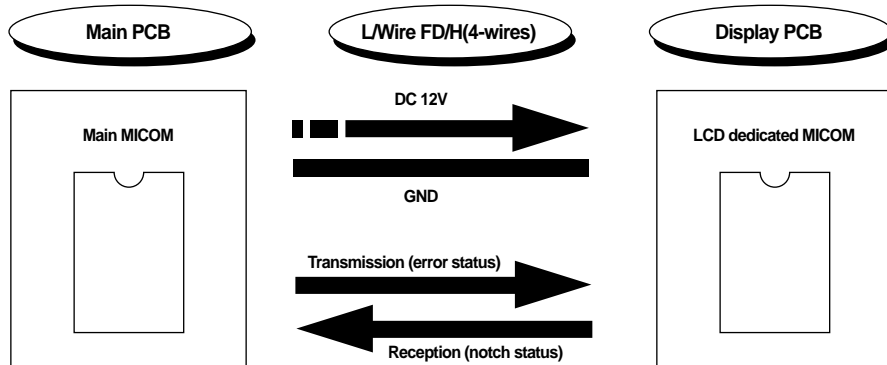 Main PCB
L/Wire FD/H(4-wires)
Display PCB
DC 12V
Main MICOM
LCD dedicated MICOM
GND
Transmission (error status)
Reception (notch status)